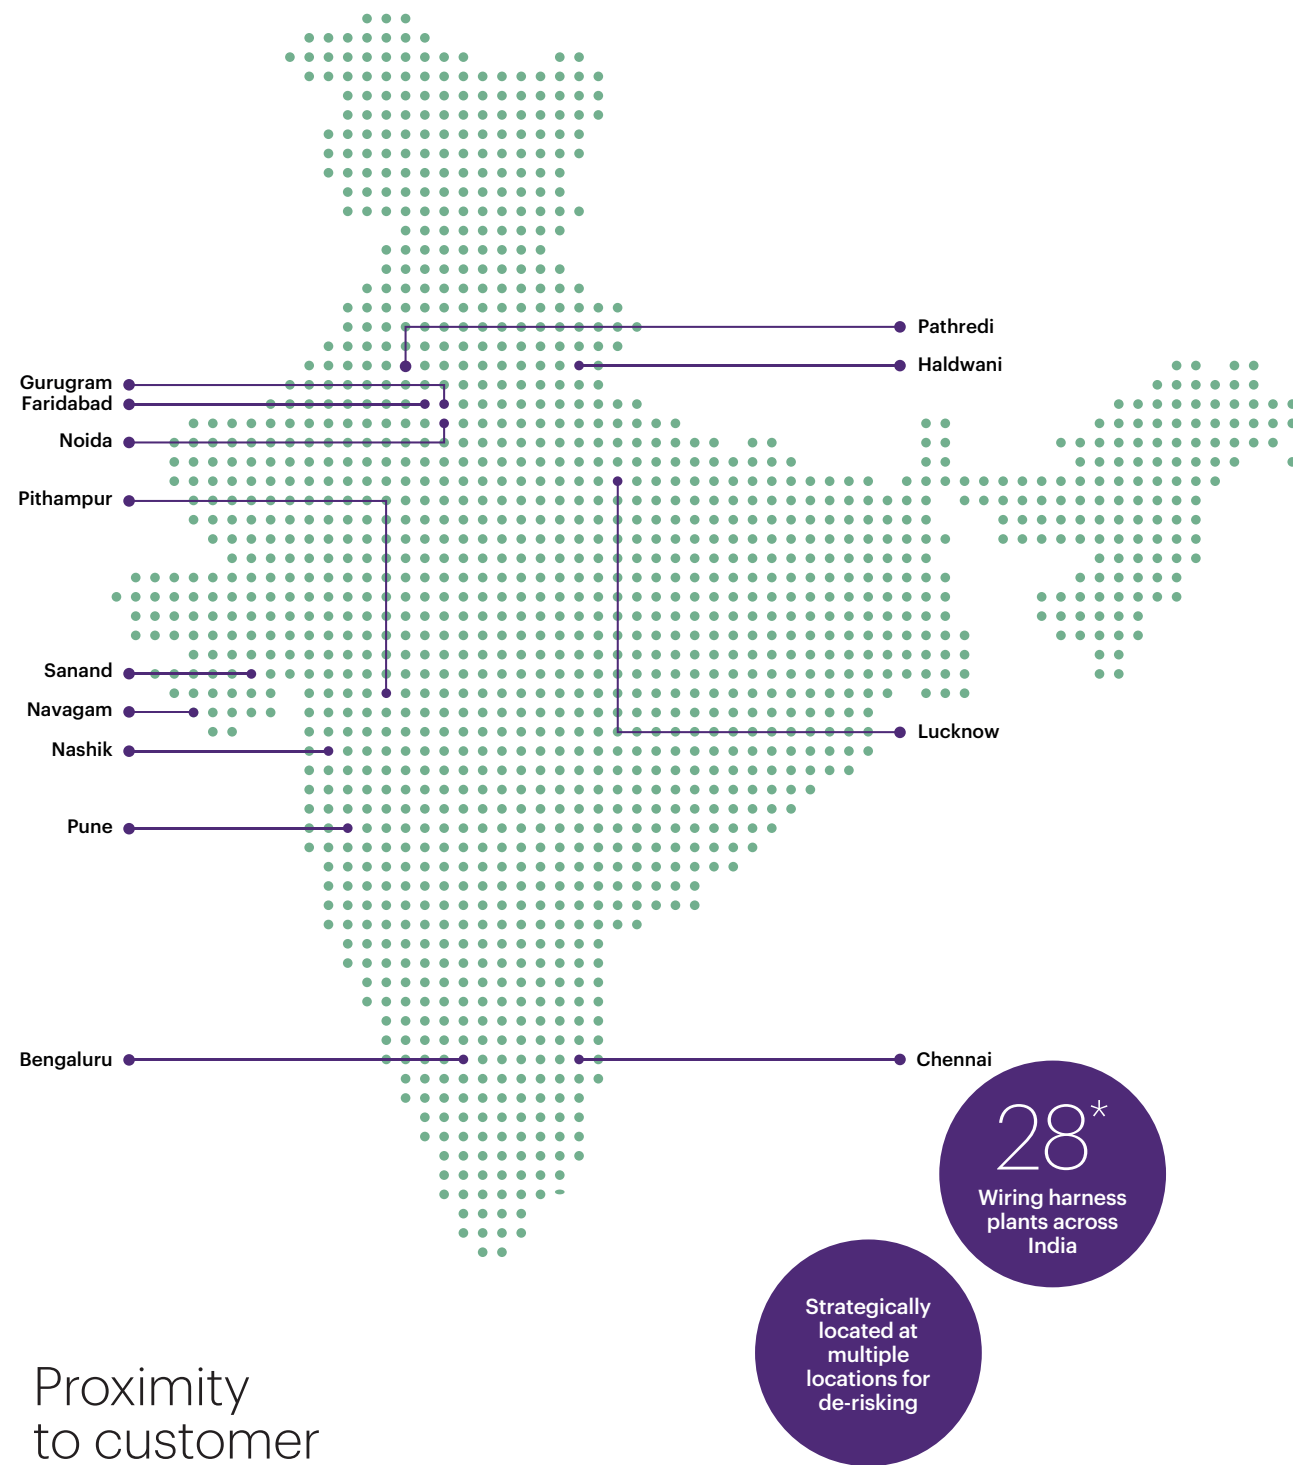 Pathredi
Haldwani
Gurugram
Faridabad
Noida
Pithampur
Sanand
Navagam
Lucknow
Nashik
Pune
Bengaluru
Chennai
28*
Wiring harness
plants across
India
Strategically
located at
multiple
locations for
de-risking
Proximity
to customer